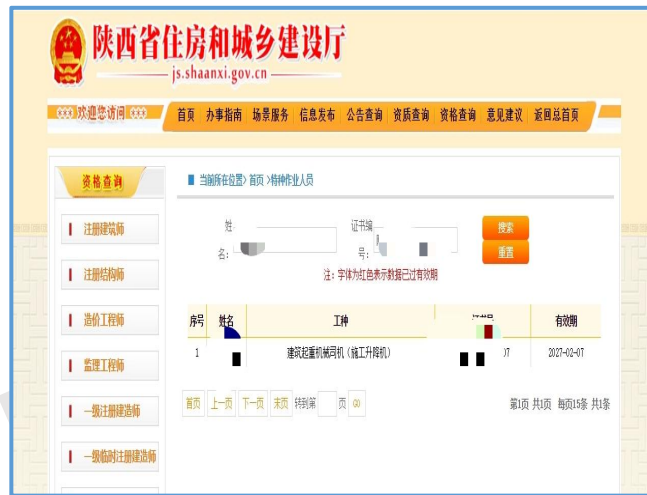 陕西省住房和城乡建设厅
js.shaanxi.gov.cn
*** 欢迎您访问 ***
首页 办事指南 场景服务 信息发布 公告查询 资质查询 资格查询 意见建议 返回总首页
资格查询
当前所在位置> 首页 >特种作业人员
注册建筑师
姓名:
证书编号:
搜索
重置
注册结构师
注:字体为红色表示数据已过有效期
造价工程师
序号 姓名 工种 有效期
1 建筑起重机械司机(施工升降机) 07 2027-02-07
监理工程师
首页 上一页 下一页 末页 转到第 页 GO 第1页 共1页 每页15条 共1条
一级注册建造师
一级临时注册建造师